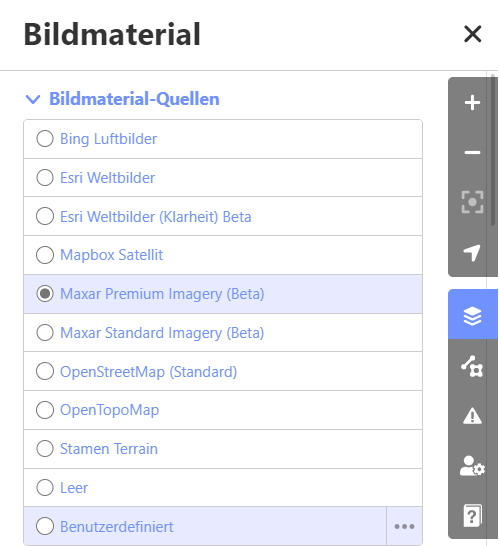 Bildmaterial
Bildmaterial-Quellen
Bing Luftbilder
Esri Weltbilder
Esri Weltbilder (Klarheit) Beta
Mapbox Satellit
Maxar Premium Imagery (Beta)
Maxar Standard Imagery (Beta)
OpenStreetMap (Standard)
OpenTopoMap
Stamen Terrain
Leer
Benutzerdefiniert